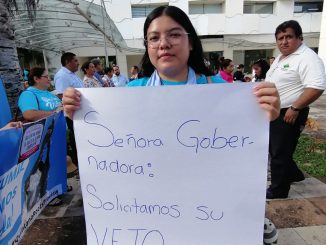 Señora Gober-
nadora:
Solicitamos su
VETO